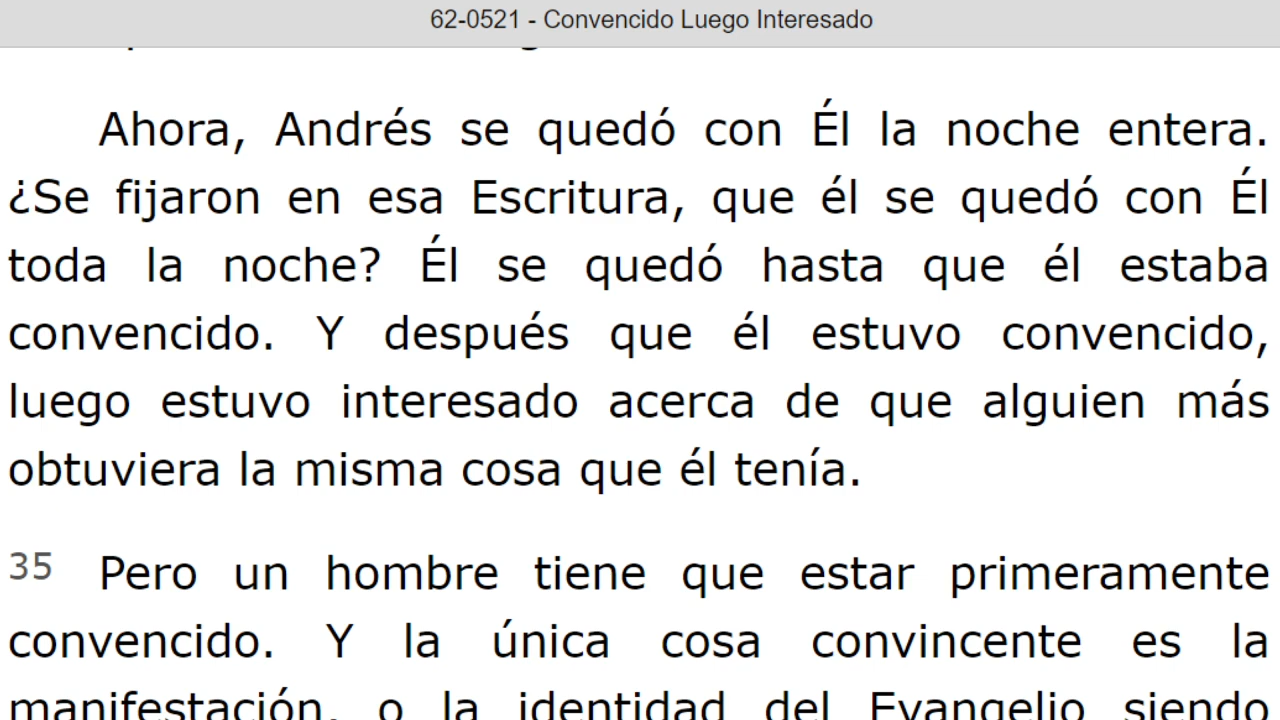 62-0521 - Convencido Luego Interesado
Ahora, Andrés se quedó con Él la noche entera.
¿Se fijaron en esa Escritura, que él se quedó con Él
toda la noche? Él se quedó hasta que él estaba
convencido. Y después que él estuvo convencido,
luego estuvo interesado acerca de que alguien más
obtuviera la misma cosa que él tenía.
35 Pero un hombre tiene que estar primeramente
convencido. Y la única cosa convincente es la
manifestación, o la identidad del Evangelio siendo